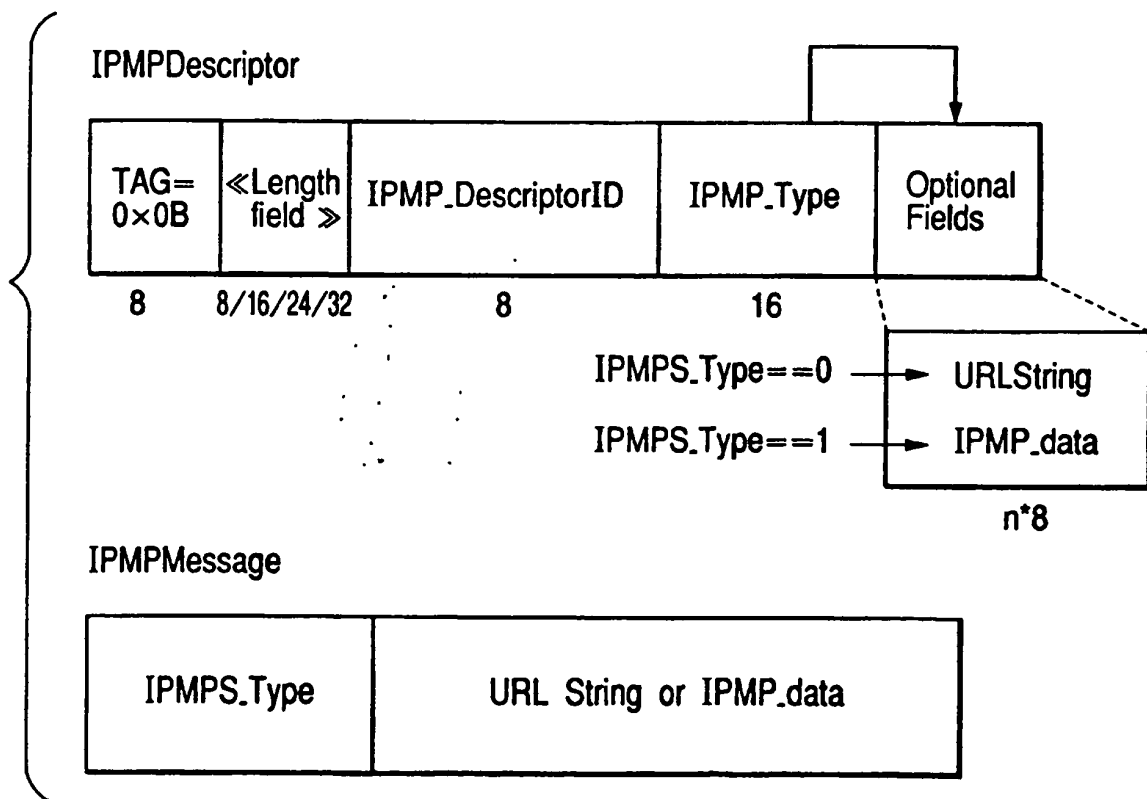 IPMPDescriptor
TAG=
0×0B
≪Length
field ≫
IPMP_DescriptorID
IPMP_Type
Optional
Fields
8
8/16/24/32
8
16
IPMPS_Type==0
URLString
IPMPS_Type==1
IPMP_data
n*8
IPMPMessage
IPMPS_Type
URL String or IPMP_data